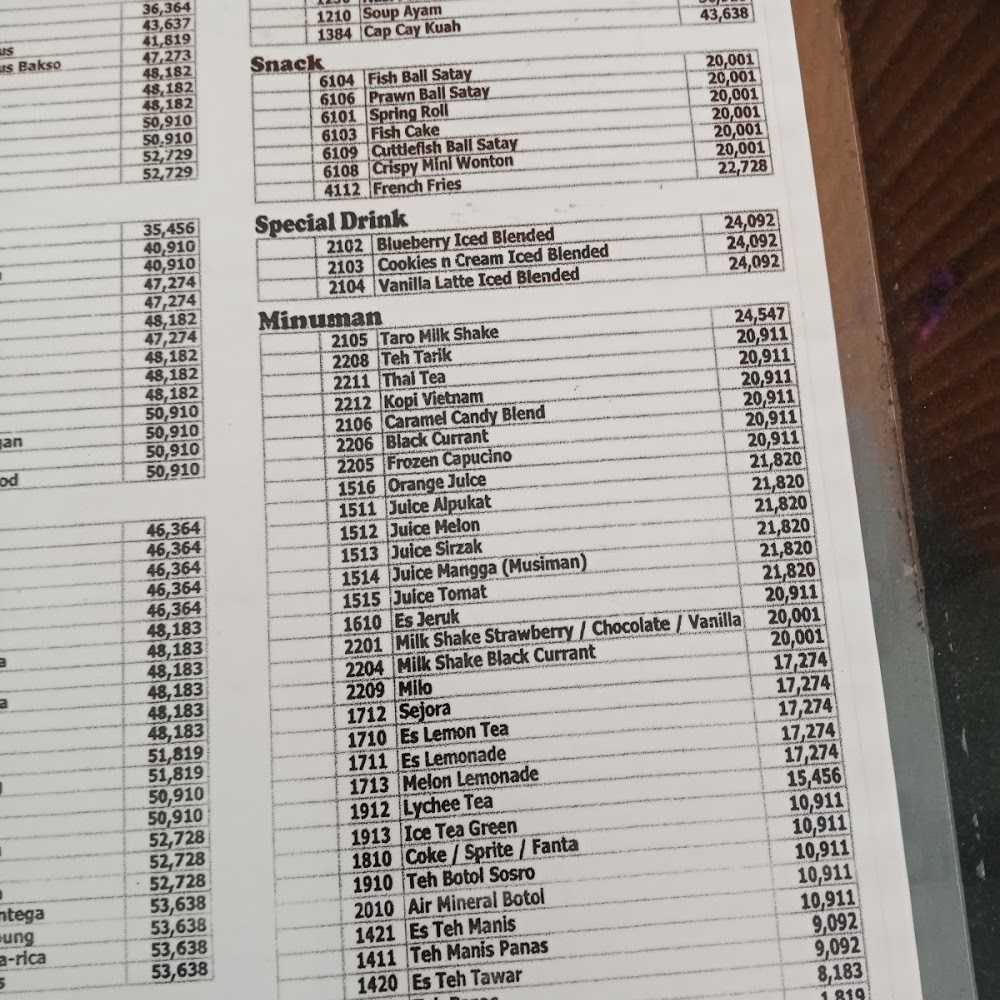 36,364
43,637
us 41,819
us Bakso 47,273
48,182
48,182
48,182
50,910
50,910
52,729
52,729
35,456
40,910
40,910
47,274
47,274
48,182
47,274
48,182
48,182
48,182
50,910
gan 50,910
50,910
od 50,910
46,364
46,364
46,364
46,364
46,364
48,183
a 48,183
48,183
a 48,183
48,183
48,183
51,819
51,819
50,910
50,910
52,728
52,728
52,728
ntega 53,638
ung 53,638
a-rica 53,638
s 53,638
1210 Soup Ayam
1384 Cap Cay Kuah 43,638
Snack
6104 Fish Ball Satay 20,001
6106 Prawn Ball Satay 20,001
6101 Spring Roll 20,001
6103 Fish Cake 20,001
6109 Cuttlefish Ball Satay 20,001
6108 Crispy Mini Wonton 20,001
4112 French Fries 22,728
Special Drink
2102 Blueberry Iced Blended 24,092
2103 Cookies n Cream Iced Blended 24,092
2104 Vanilla Latte Iced Blended 24,092
Minuman
2105 Taro Milk Shake 24,547
2208 Teh Tarik 20,911
2211 Thai Tea 20,911
2212 Kopi Vietnam 20,911
2106 Caramel Candy Blend 20,911
2206 Black Currant 20,911
2205 Frozen Capucino 20,911
1516 Orange Juice 21,820
1511 Juice Alpukat 21,820
1512 Juice Melon 21,820
1513 Juice Sirzak 21,820
1514 Juice Mangga (Musiman) 21,820
1515 Juice Tomat 21,820
1610 Es Jeruk 20,911
2201 Milk Shake Strawberry / Chocolate / Vanilla 20,001
2204 Milk Shake Black Currant 20,001
2209 Milo 17,274
1712 Sejora 17,274
1710 Es Lemon Tea 17,274
1711 Es Lemonade 17,274
1713 Melon Lemonade 17,274
1912 Lychee Tea 15,456
1913 Ice Tea Green 10,911
1810 Coke / Sprite / Fanta 10,911
1910 Teh Botol Sosro 10,911
2010 Air Mineral Botol 10,911
1421 Es Teh Manis 10,911
1411 Teh Manis Panas 9,092
1420 Es Teh Tawar 9,092
8,183
1,819